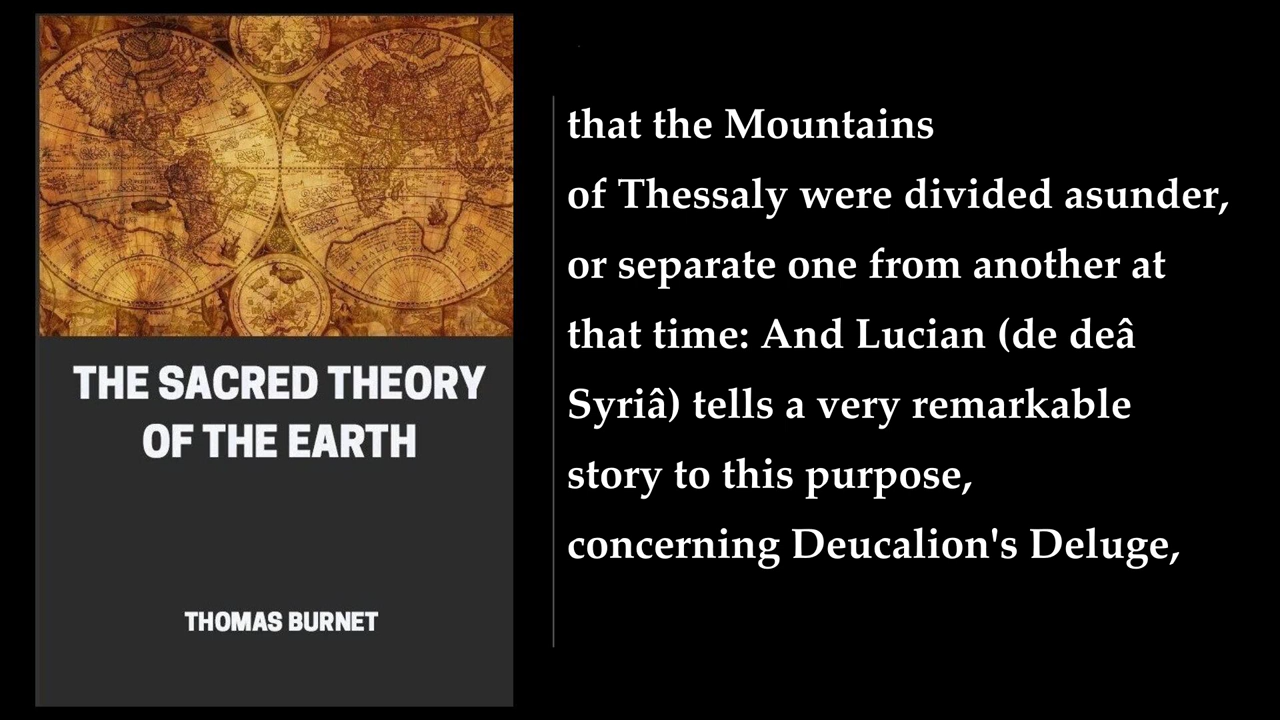 THE SACRED THEORY
OF THE EARTH
THOMAS BURNET
that the Mountains
of Thessaly were divided asunder,
or separate one from another at
that time: And Lucian (de deâ
Syriâ) tells a very remarkable
story to this purpose,
concerning Deucalion's Deluge,